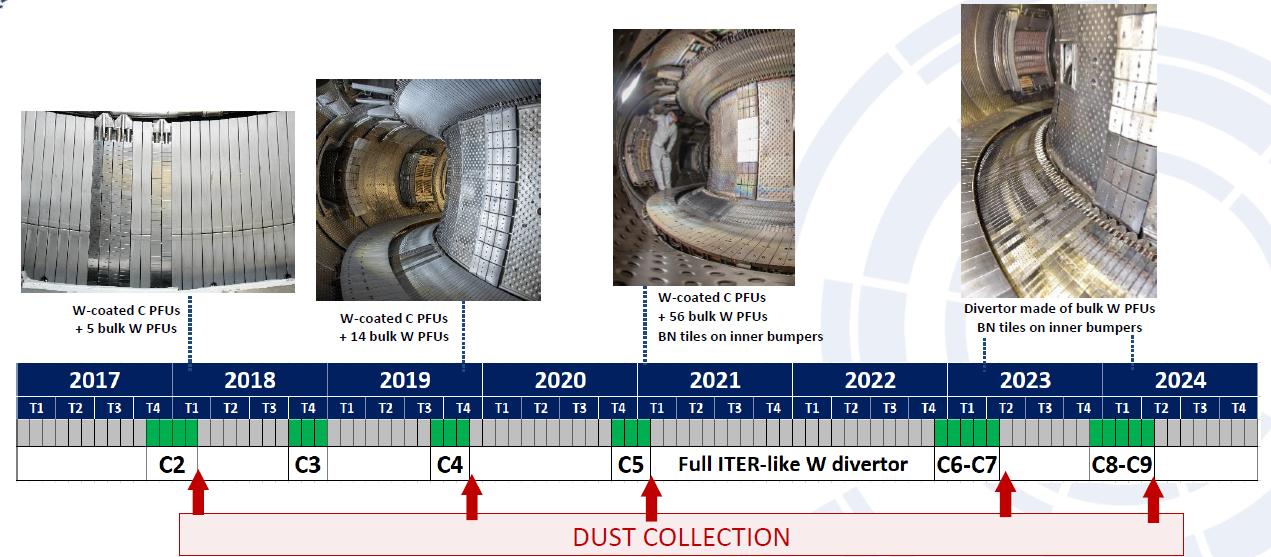 W-coated C PFUs
+ 5 bulk W PFUs
W-coated C PFUs
+ 14 bulk W PFUs
W-coated C PFUs
+ 56 bulk W PFUs
BN tiles on inner bumpers
Divertor made of bulk W PFUs
BN tiles on inner bumpers
2017 2018 2019 2020 2021 2022 2023 2024
T1 T2 T3 T4 T1 T2 T3 T4 T1 T2 T3 T4 T1 T2 T3 T4 T1 T2 T3 T4 T1 T2 T3 T4 T1 T2 T3 T4 T1 T2 T3 T4
C2 C3 C4 C5 Full ITER-like W divertor C6-C7 C8-C9
DUST COLLECTION